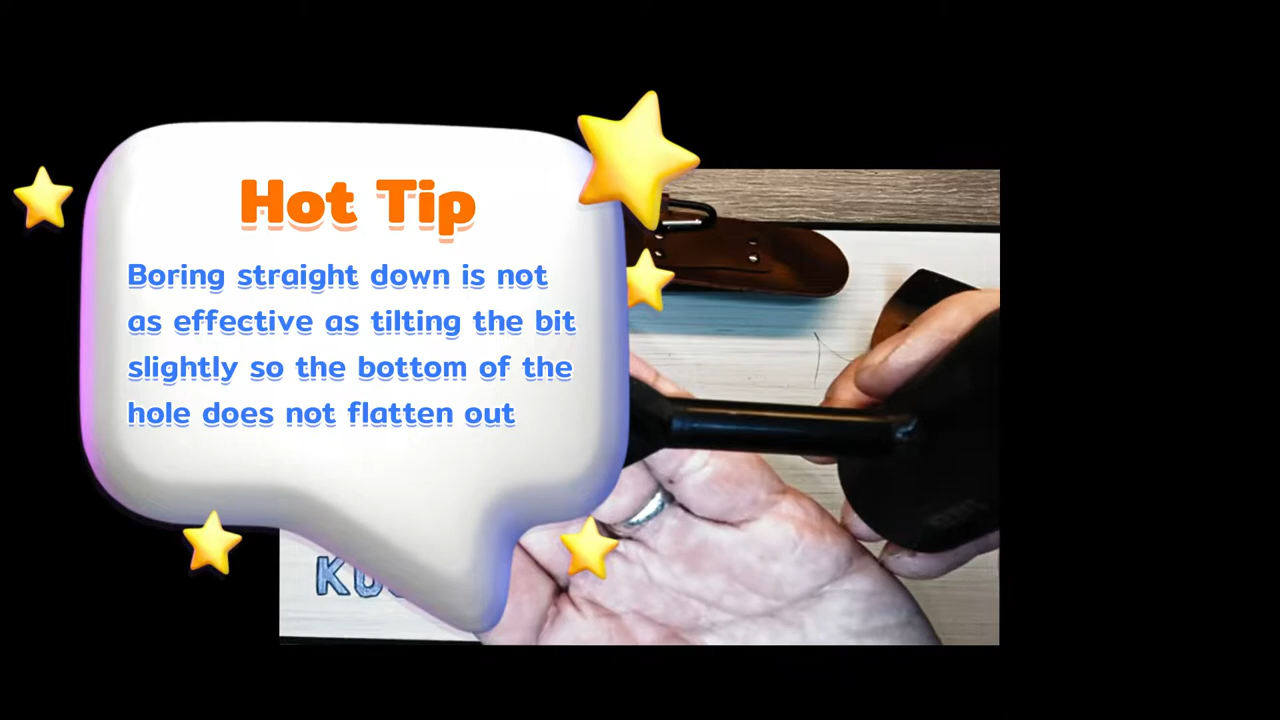 Hot Tip
Boring straight down is not
as effective as tilting the bit
slightly so the bottom of the
hole does not flatten out